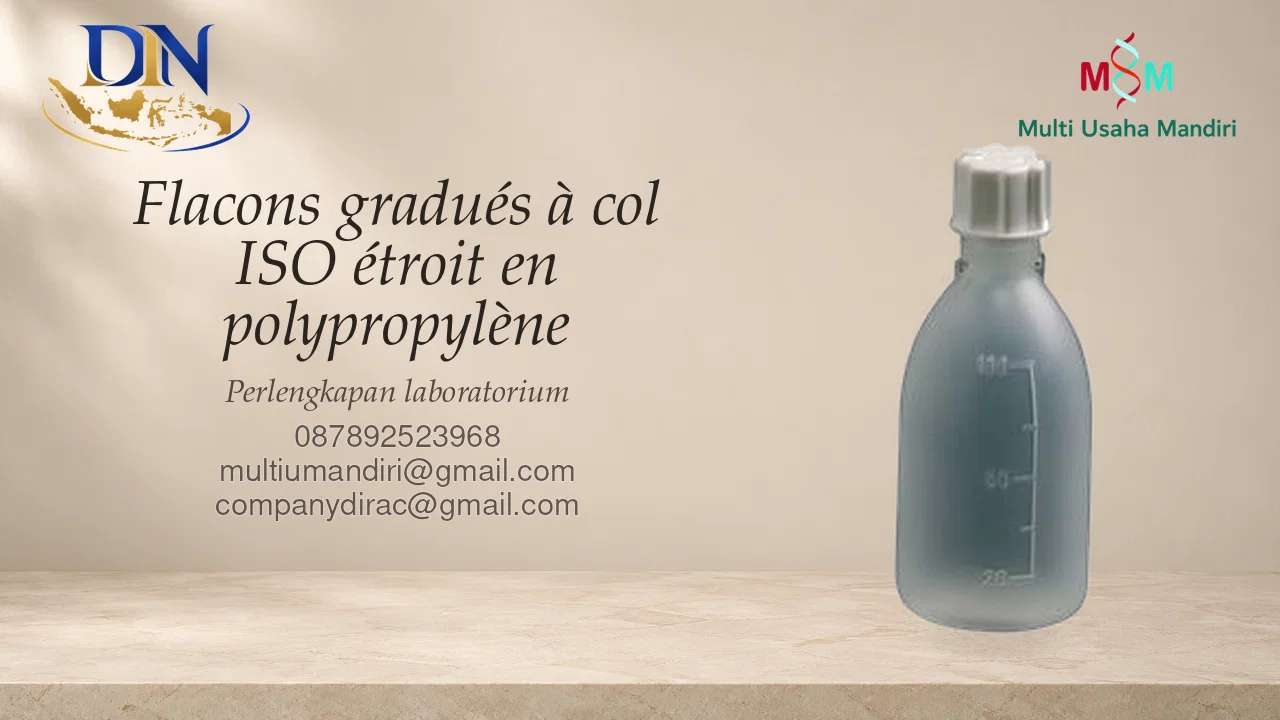 DIN
M M
Multi Usaha Mandiri
Flacons gradués à col
ISO étroit en
polypropylène
Perlengkapan laboratorium
087892523968
multiumandiri@gmail.com
companydirac@gmail.com